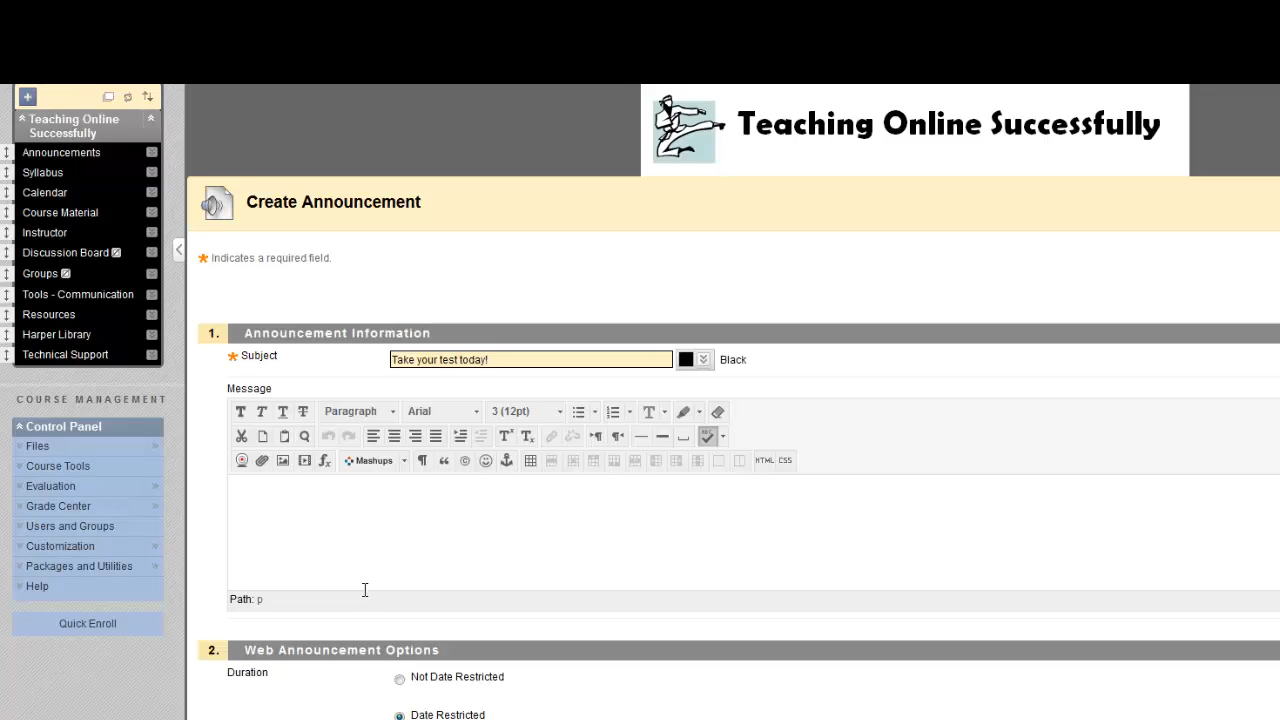 Teaching Online Successfully
Teaching Online
Successfully
Announcements
Syllabus
Calendar
Course Material
Instructor
Discussion Board
Groups
Tools - Communication
Resources
Harper Library
Technical Support
COURSE MANAGEMENT
Control Panel
Files
Course Tools
Evaluation
Grade Center
Users and Groups
Customization
Packages and Utilities
Help
Quick Enroll
Create Announcement
* Indicates a required field.
1. Announcement Information
* Subject Take your test today! Black
Message
T T T T Paragraph Arial 3 (12pt) T
T Tx ABC
fx Mashups ¶ “ © HTML CSS
Path: p
2. Web Announcement Options
Duration Not Date Restricted
Date Restricted